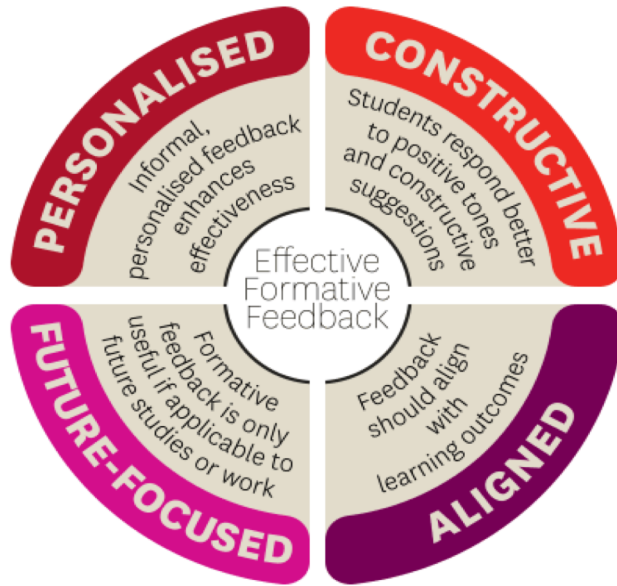 PERSONALISED
Informal,
personalised feedback
enhances
effectiveness
CONSTRUCTIVE
Students respond better
to positive tones
and constructive
suggestions
Effective
Formative
Feedback
FUTURE-FOCUSED
Formative
feedback is only
useful if applicable to
future studies or work
ALIGNED
Feedback
should align
with
learning outcomes